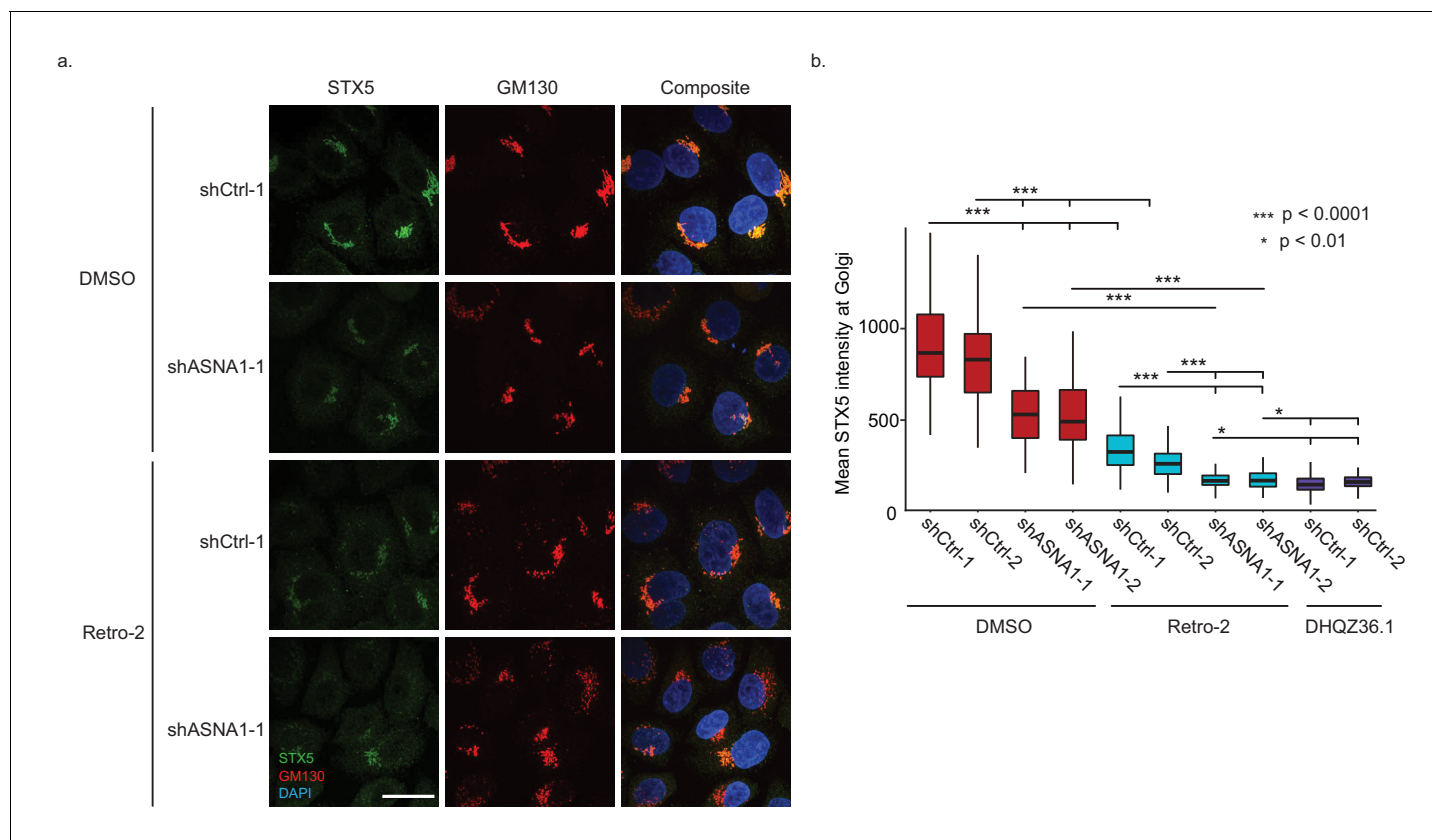 a.
STX5 GM130 Composite
DMSO
shCtrl-1
shASNA1-1
Retro-2
shCtrl-1
shASNA1-1
STX5
GM130
DAPI
b.
*** p < 0.0001
* p < 0.01
***
***
***
***
***
***
*
*
Mean STX5 intensity at Golgi
1000
500
0
shCtrl-1 shCtrl-2 shASNA1-1 shASNA1-2 shCtrl-1 shCtrl-2 shASNA1-1 shASNA1-2 shCtrl-1 shCtrl-2
DMSO Retro-2 DHQZ36.1